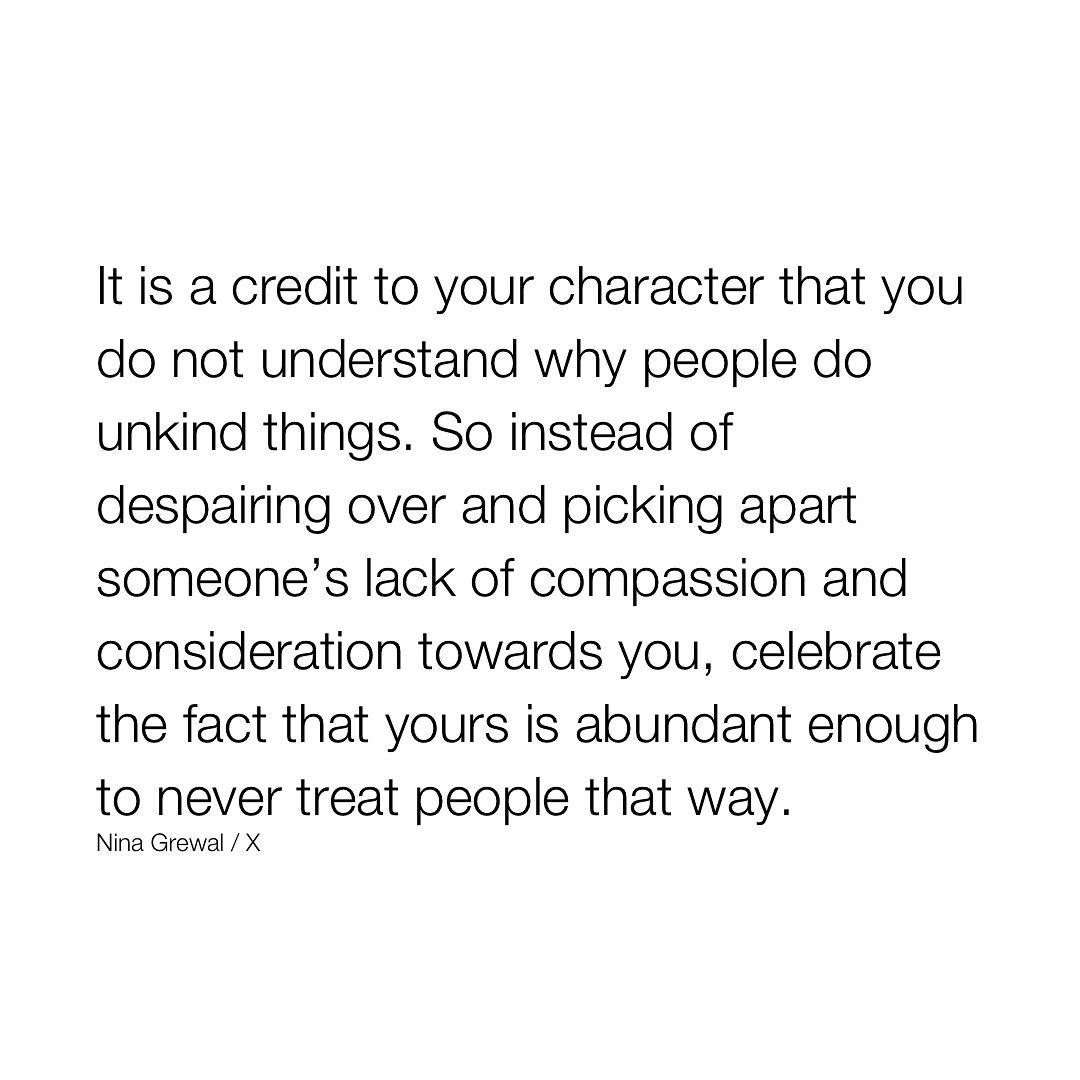 It is a credit to your character that you
do not understand why people do
unkind things. So instead of
despairing over and picking apart
someone’s lack of compassion and
consideration towards you, celebrate
the fact that yours is abundant enough
to never treat people that way.
Nina Grewal / X